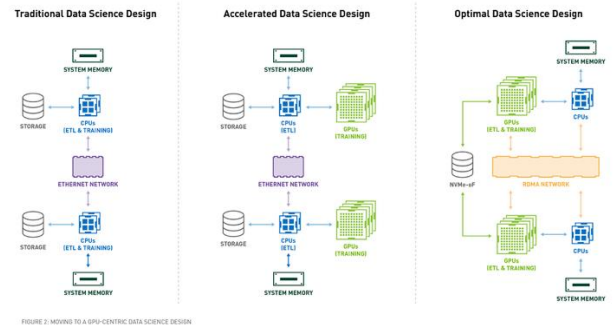 Traditional Data Science Design
SYSTEM MEMORY
STORAGE
CPUs
(ETL & TRAINING)
ETHERNET NETWORK
STORAGE
CPUs
(ETL & TRAINING)
SYSTEM MEMORY
Accelerated Data Science Design
SYSTEM MEMORY
STORAGE
CPUs
(ETL)
GPUs
(TRAINING)
ETHERNET NETWORK
STORAGE
CPUs
(ETL)
GPUs
(TRAINING)
SYSTEM MEMORY
Optimal Data Science Design
SYSTEM MEMORY
GPUs
(ETL & TRAINING)
CPUs
NVMe-oF
RDMA NETWORK
GPUs
(ETL & TRAINING)
CPUs
SYSTEM MEMORY
FIGURE 2: MOVING TO A GPU-CENTRIC DATA SCIENCE DESIGN